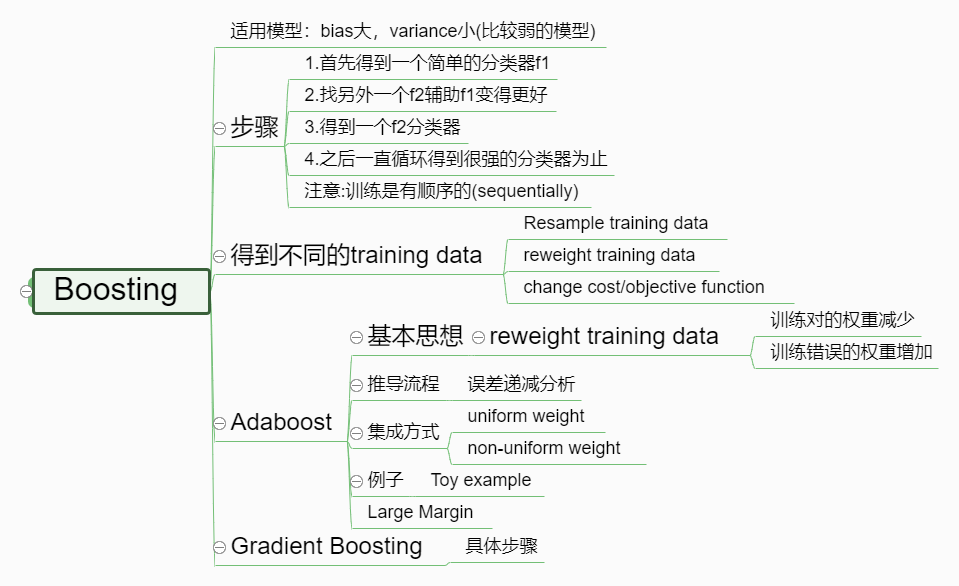 适用模型：bias大，variance小(比较弱的模型)
1.首先得到一个简单的分类器f1
2.找另外一个f2辅助f1变得更好
步骤
3.得到一个f2分类器
4.之后一直循环得到很强的分类器为止
注意:训练是有顺序的(sequentially)
Resample training data
得到不同的training data
reweight training data
change cost/objective function
Boosting
训练对的权重减少
基本思想
reweight training data
训练错误的权重增加
推导流程
误差递减分析
uniform weight
Adaboost
集成方式
non-uniform weight
例子
Toy example
Large Margin
Gradient Boosting
具体步骤